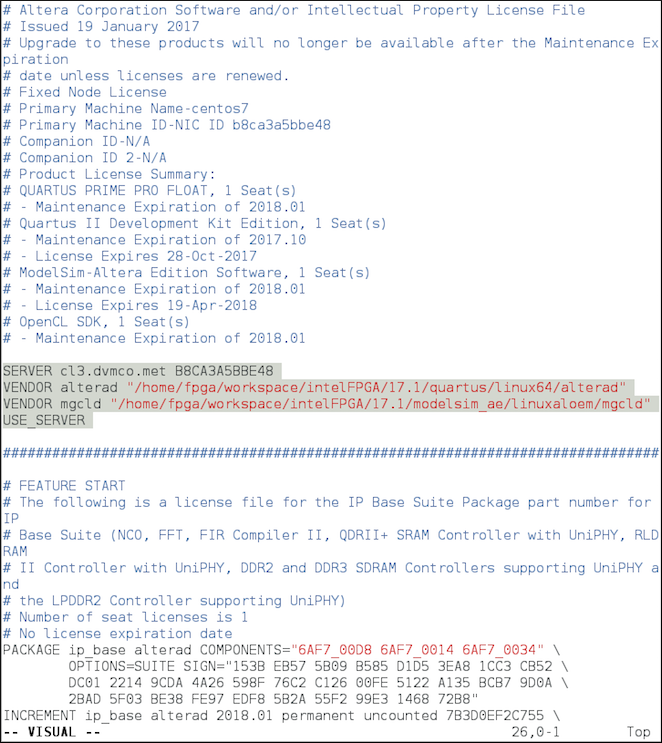 # Altera Corporation Software and/or Intellectual Property License File
# Issued 19 January 2017
# Upgrade to these products will no longer be available after the Maintenance Ex
piration
# date unless licenses are renewed.
# Fixed Node License
# Primary Machine Name-centos7
# Primary Machine ID-NIC ID b8ca3a5bbe48
# Companion ID-N/A
# Companion ID 2-N/A
# Product License Summary:
# QUARTUS PRIME PRO FLOAT, 1 Seat(s)
# - Maintenance Expiration of 2018.01
# Quartus II Development Kit Edition, 1 Seat(s)
# - Maintenance Expiration of 2017.10
# - License Expires 28-Oct-2017
# ModelSim-Altera Edition Software, 1 Seat(s)
# - Maintenance Expiration of 2018.01
# - License Expires 19-Apr-2018
# OpenCL SDK, 1 Seat(s)
# - Maintenance Expiration of 2018.01
SERVER cl3.dvmco.met B8CA3A5BBE48
VENDOR alterad "/home/fpga/workspace/intelFPGA/17.1/quartus/linux64/alterad"
VENDOR mgcld "/home/fpga/workspace/intelFPGA/17.1/modelsim_ae/linuxaloem/mgcld"
USE_SERVER
################################################################################
# FEATURE START
# The following is a license file for the IP Base Suite Package part number for
IP
# Base Suite (NCO, FFT, FIR Compiler II, QDRII+ SRAM Controller with UniPHY, RLD
RAM
# II Controller with UniPHY, DDR2 and DDR3 SDRAM Controllers supporting UniPHY a
nd
# the LPDDR2 Controller supporting UniPHY)
# Number of seat licenses is 1
# No license expiration date
PACKAGE ip_base alterad COMPONENTS="6AF7_00D8 6AF7_0014 6AF7_0034" \
OPTIONS=SUITE SIGN="153B EB57 5B09 B585 D1D5 3EA8 1CC3 CB52 \
DC01 2214 9CDA 4A26 598F 76C2 C126 00FE 5122 A135 BCB7 9D0A \
2BAD 5F03 BE38 FE97 EDF8 5B2A 55F2 99E3 1468 72B8"
INCREMENT ip_base alterad 2018.01 permanent uncounted 7B3D0EF2C755 \
-- VISUAL -- 26,0-1 Top